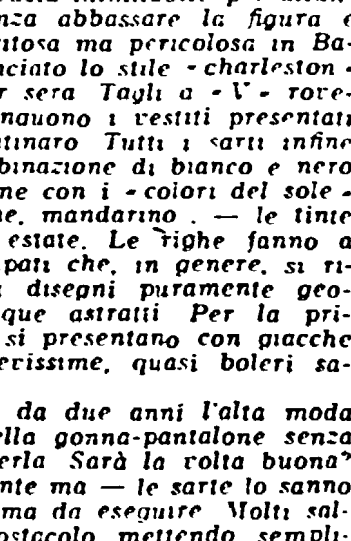 nza abbassare la figura e
itosa ma pericolosa in Ba-
nciato lo stile - charleston -
r sera Tagli a - V - rove-
nauono i vestiti presentati
tinaro Tutti i sarti infine
binazione di bianco e nero
ne con i - colori del sole -
ne, mandarino . — le tinte
estate. Le righe fanno a
pati che, in genere, si ri-
i disegni puramente geo-
que astratti Per la pri-
si presentano con giacche
erissime, quasi boleri sa-
da due anni l'alta moda
ella gonna-pantalone senza
erla Sarà la volta buona
nte ma — le sarte lo sanno
ma da eseguire Molti sal-
ostacolo mettendo sempli-